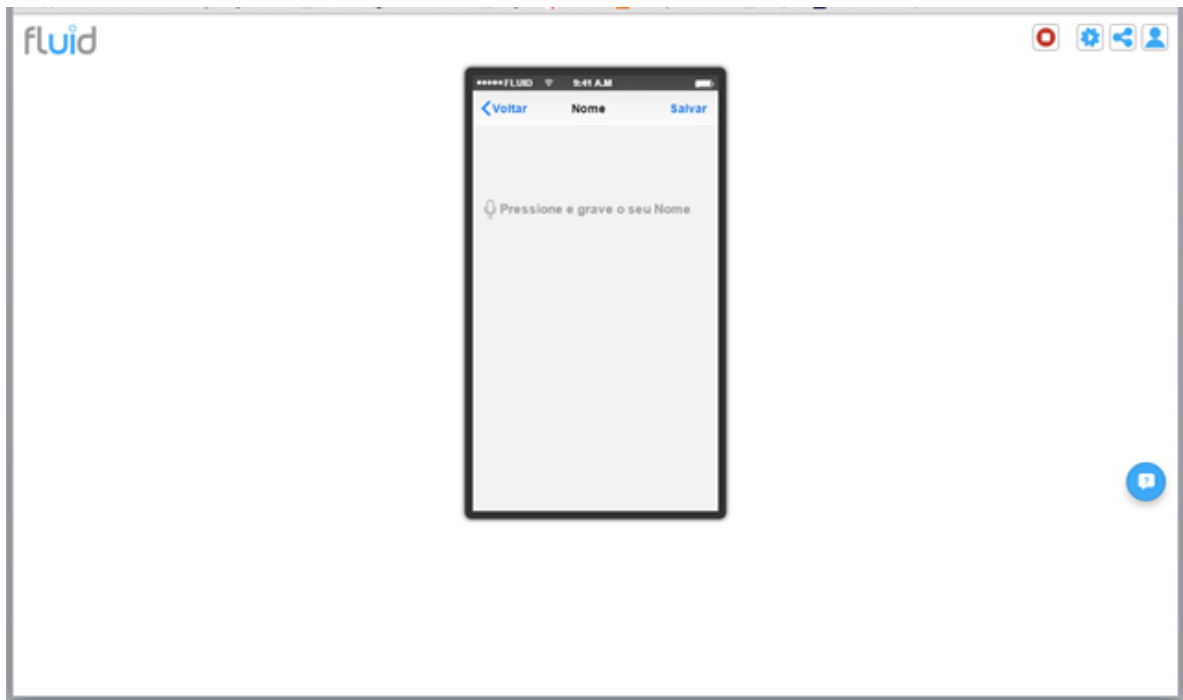 fluid
•••••FLUID 9:41 A.M
Voltar Nome Salvar
Pressione e grave o seu Nome
?